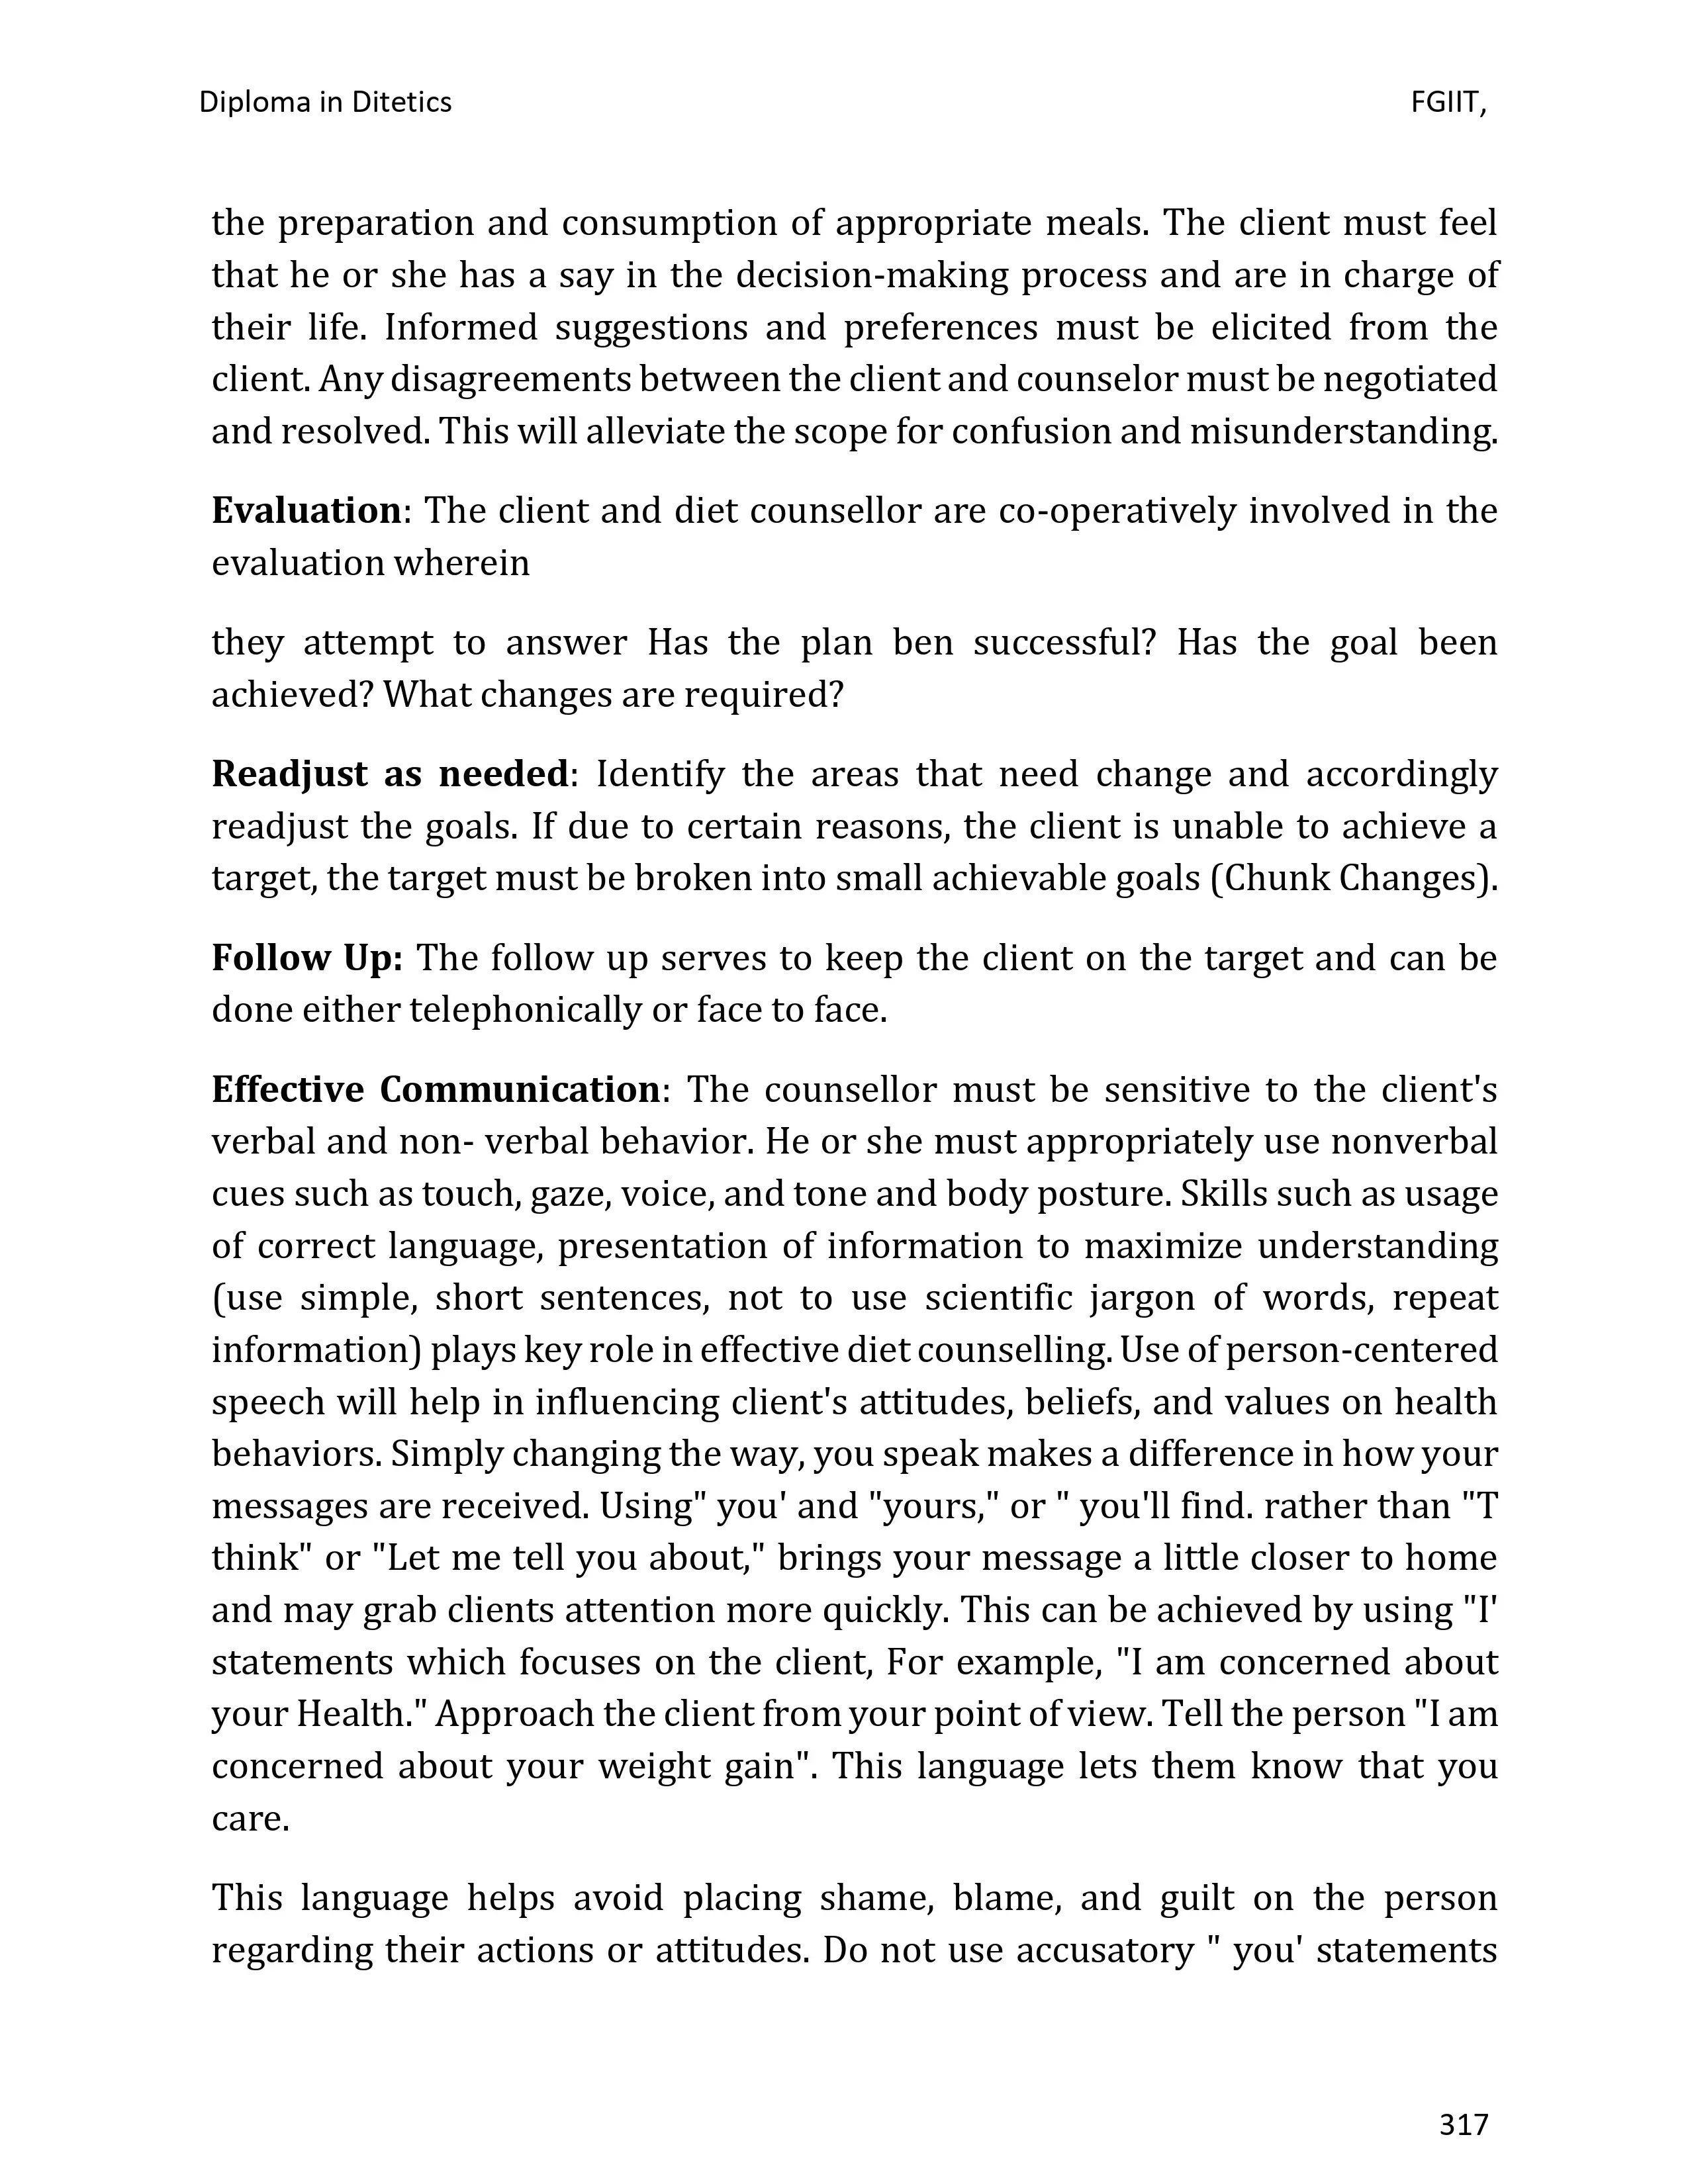 Diploma in Ditetics FGIIT,
the preparation and consumption of appropriate meals. The client must feel
that he or she has a say in the decision-making process and are in charge of
their life. Informed suggestions and preferences must be elicited from the
client. Any disagreements between the client and counselor must be negotiated
and resolved. This will alleviate the scope for confusion and misunderstanding.
Evaluation: The client and diet counsellor are co-operatively involved in the
evaluation wherein
they attempt to answer Has the plan ben successful? Has the goal been
achieved? What changes are required?
Readjust as needed: Identify the areas that need change and accordingly
readjust the goals. If due to certain reasons, the client is unable to achieve a
target, the target must be broken into small achievable goals (Chunk Changes).
Follow Up: The follow up serves to keep the client on the target and can be
done either telephonically or face to face.
Effective Communication: The counsellor must be sensitive to the client's
verbal and non- verbal behavior. He or she must appropriately use nonverbal
cues such as touch, gaze, voice, and tone and body posture. Skills such as usage
of correct language, presentation of information to maximize understanding
(use simple, short sentences, not to use scientific jargon of words, repeat
information) plays key role in effective diet counselling. Use of person-centered
speech will help in influencing client's attitudes, beliefs, and values on health
behaviors. Simply changing the way, you speak makes a difference in how your
messages are received. Using" you' and "yours," or " you'll find. rather than "T
think" or "Let me tell you about," brings your message a little closer to home
and may grab clients attention more quickly. This can be achieved by using "I'
statements which focuses on the client, For example, "I am concerned about
your Health." Approach the client from your point of view. Tell the person "I am
concerned about your weight gain". This language lets them know that you
care.
This language helps avoid placing shame, blame, and guilt on the person
regarding their actions or attitudes. Do not use accusatory " you' statements
317